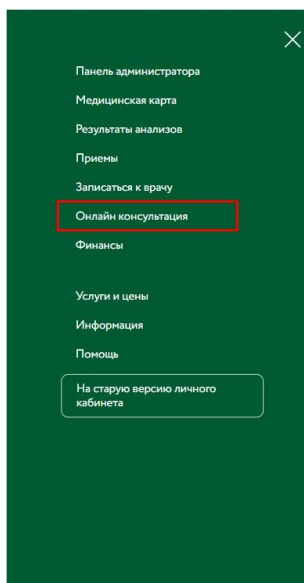 Панель администратора
Медицинская карта
Результаты анализов
Приемы
Записаться к врачу
Онлайн консультация
Финансы
Услуги и цены
Информация
Помощь
На старую версию личного
кабинета